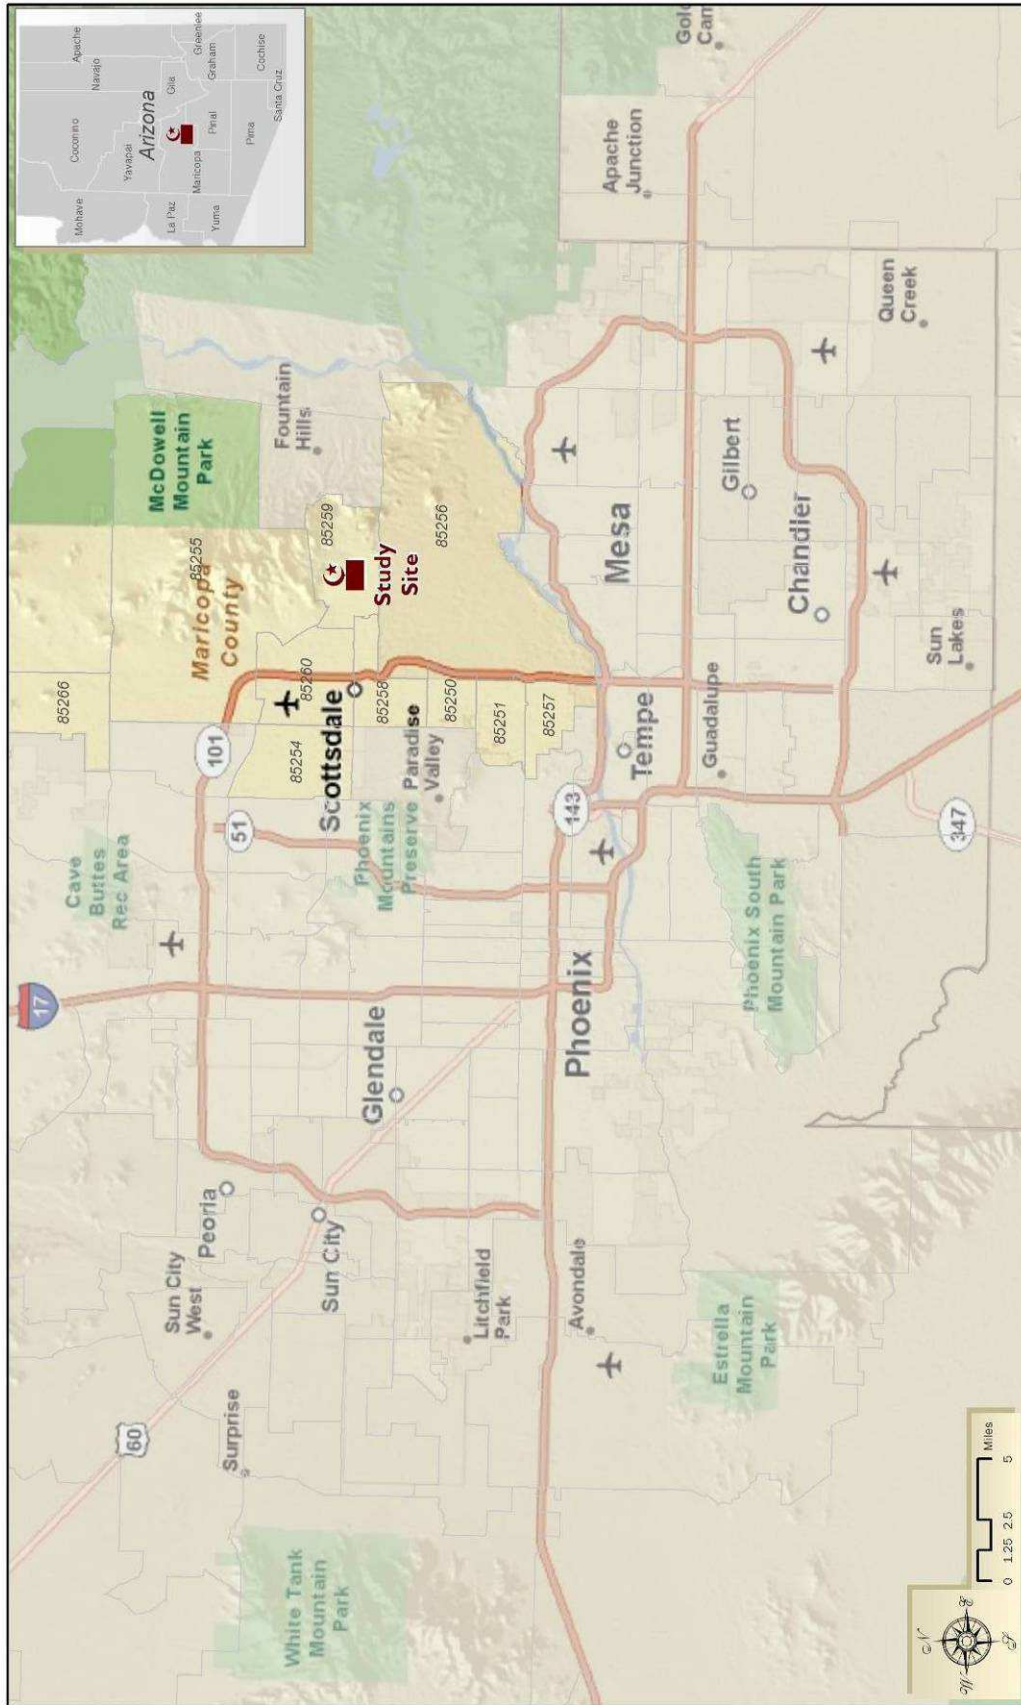 Apache
Greenlee
Navajo
Graham
Cochise
Coconino
Gila
Santa Cruz
Arizona
Pinal
Yavapai
Pima
Maricopa
Mohave
La Paz
Yuma
17
Cave
Buttes
Rec Area
85266
McDowell
Mountain
Park
Maricopa
County
85255
101
60
Sun City
West
Peoria
51
85254
85260
85259
Fountain
Hills
Surprise
Scottsdale
Study
Site
Sun City
Glendale
Phoenix
Mountains
Preserve
Paradise
Valley
85258
85250
85256
White Tank
Mountain
Park
Litchfield
Park
85251
85257
Avondale
Phoenix
143
Tempe
Mesa
Apache
Junction
Estrella
Mountain
Park
Phoenix South
Mountain Park
Guadalupe
Gilbert
Chandler
Queen
Creek
347
Sun
Lakes
N
0 1.25 2.5 5
Miles